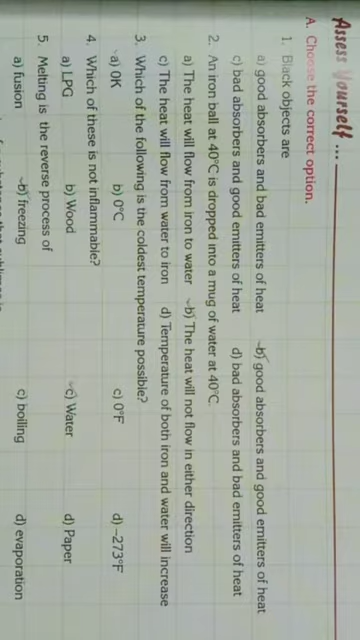 Assess Yourself ...
A. Choose the correct option.
1. Black objects are
a) good absorbers and bad emitters of heat b) good absorbers and good emitters of heat
c) bad absorbers and good emitters of heat d) bad absorbers and bad emitters of heat
2. An iron ball at 40°C is dropped into a mug of water at 40°C.
a) The heat will flow from iron to water b) The heat will not flow in either direction
c) The heat will flow from water to iron d) Temperature of both iron and water will increase
3. Which of the following is the coldest temperature possible?
a) 0K b) 0°C c) 0°F d) –273°F
4. Which of these is not inflammable?
a) LPG b) Wood c) Water d) Paper
5. Melting is the reverse process of
a) fusion b) freezing c) boiling d) evaporation